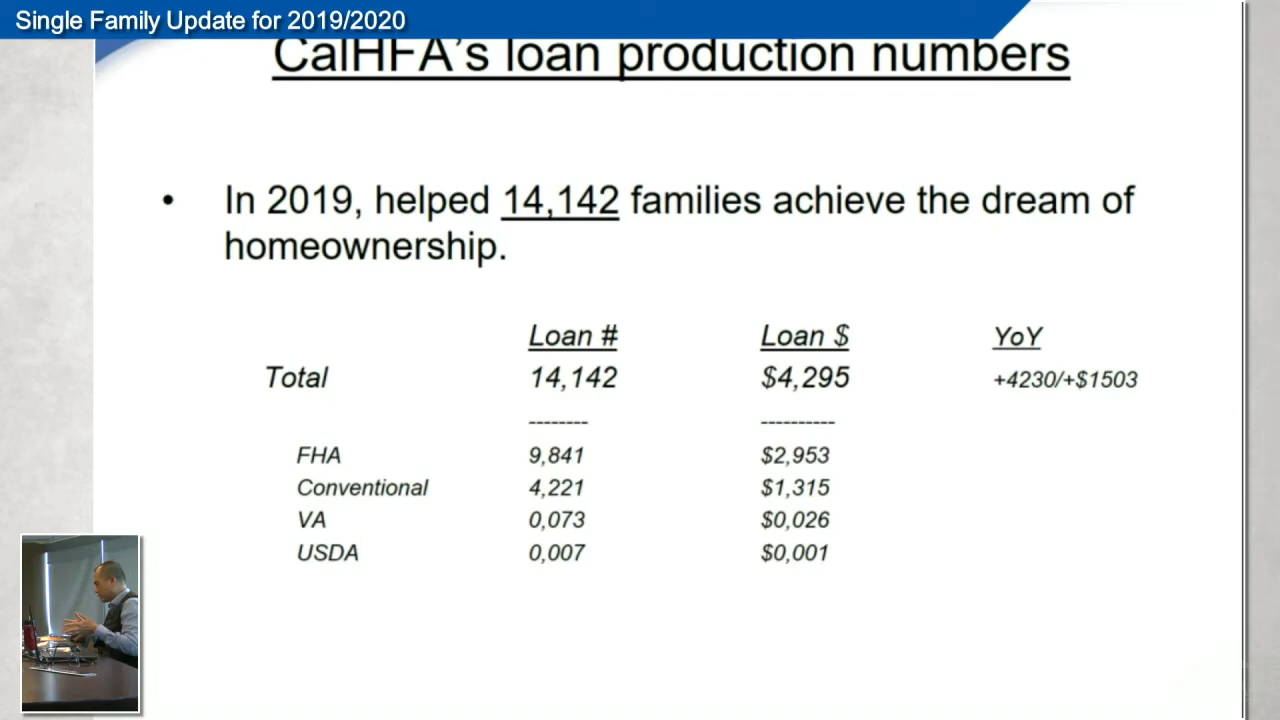 Single Family Update for 2019/2020
CalHFA's loan production numbers
• In 2019, helped 14,142 families achieve the dream of
homeownership.
Loan # Loan $ YoY
Total 14,142 $4,295 +4230/+$1503
-------- ----------
FHA 9,841 $2,953
Conventional 4,221 $1,315
VA 0,073 $0,026
USDA 0,007 $0,001